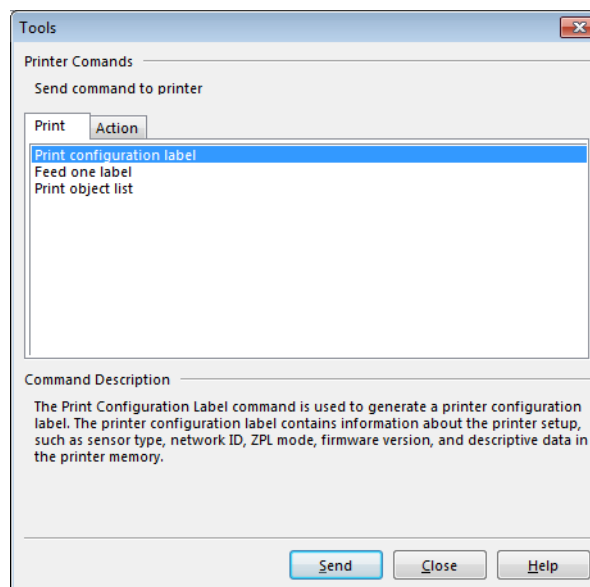 Tools
Printer Comands
Send command to printer
Print Action
Print configuration label
Feed one label
Print object list
Command Description
The Print Configuration Label command is used to generate a printer configuration
label. The printer configuration label contains information about the printer setup,
such as sensor type, network ID, ZPL mode, firmware version, and descriptive data in
the printer memory.
Send Close Help